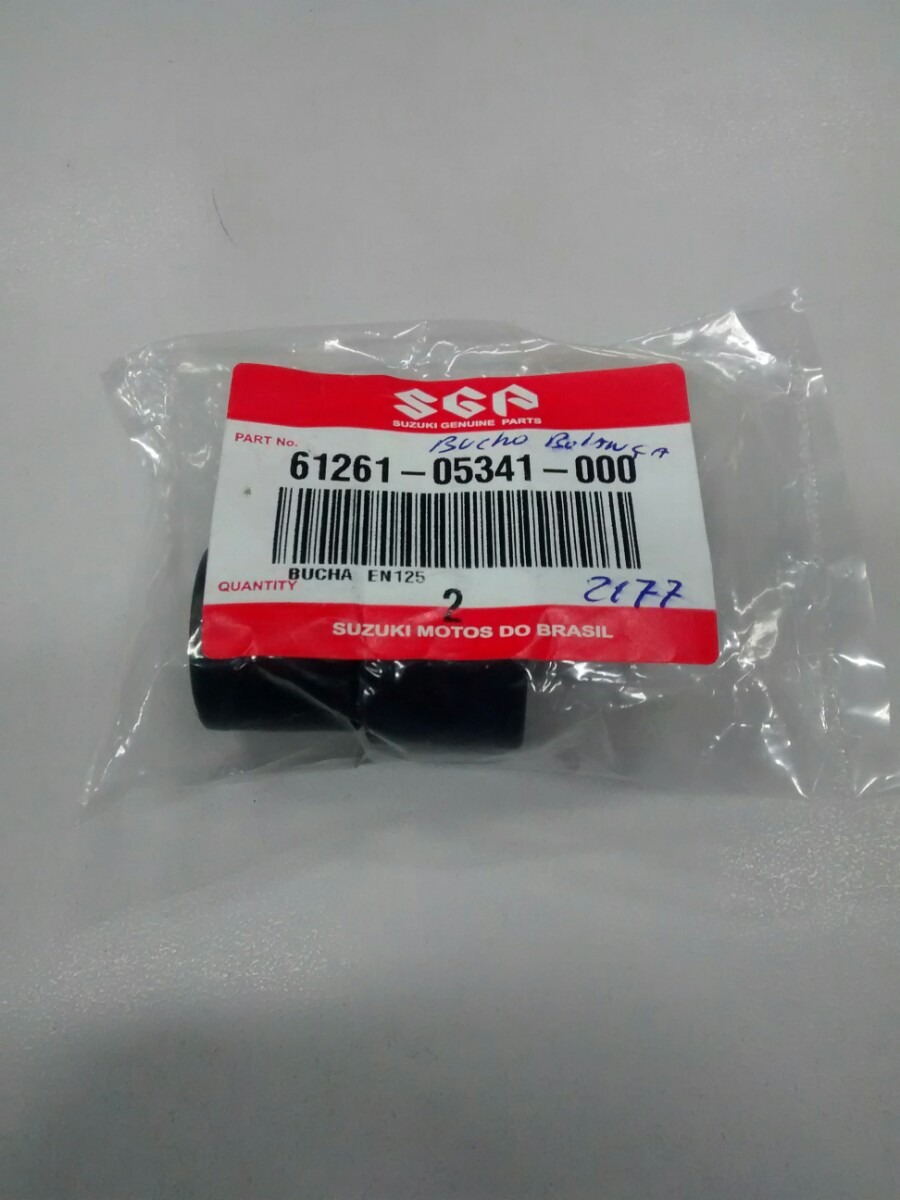 SGP
SUZUKI GENUINE PARTS
PART No.
Bucha Balança
61261-05341-000
BUCHA EN125
QUANTITY
2
2177
SUZUKI MOTOS DO BRASIL